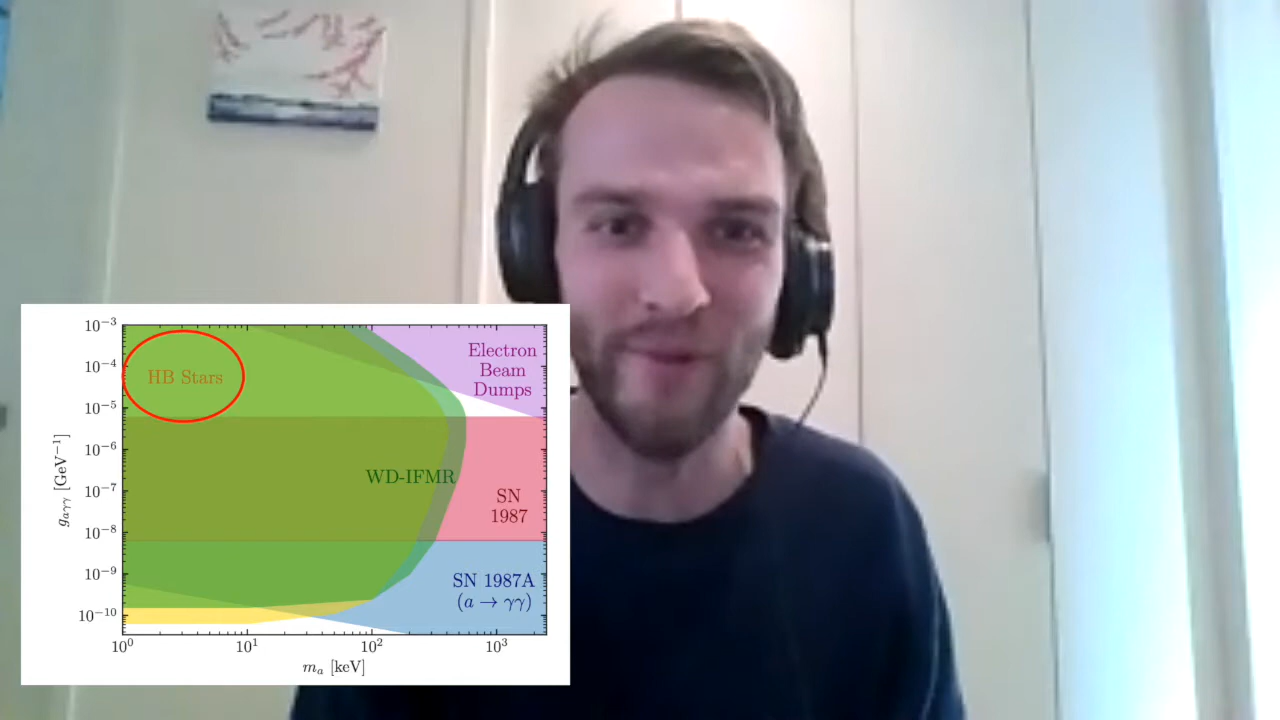 10⁻³
10⁻⁴
10⁻⁵
10⁻⁶
10⁻⁷
10⁻⁸
10⁻⁹
10⁻¹⁰
g_aγγ [GeV⁻¹]
HB Stars
Electron
Beam
Dumps
WD-IFMR
SN
1987
SN 1987A
(a → γγ)
10⁰ 10¹ 10² 10³
mₐ [keV]